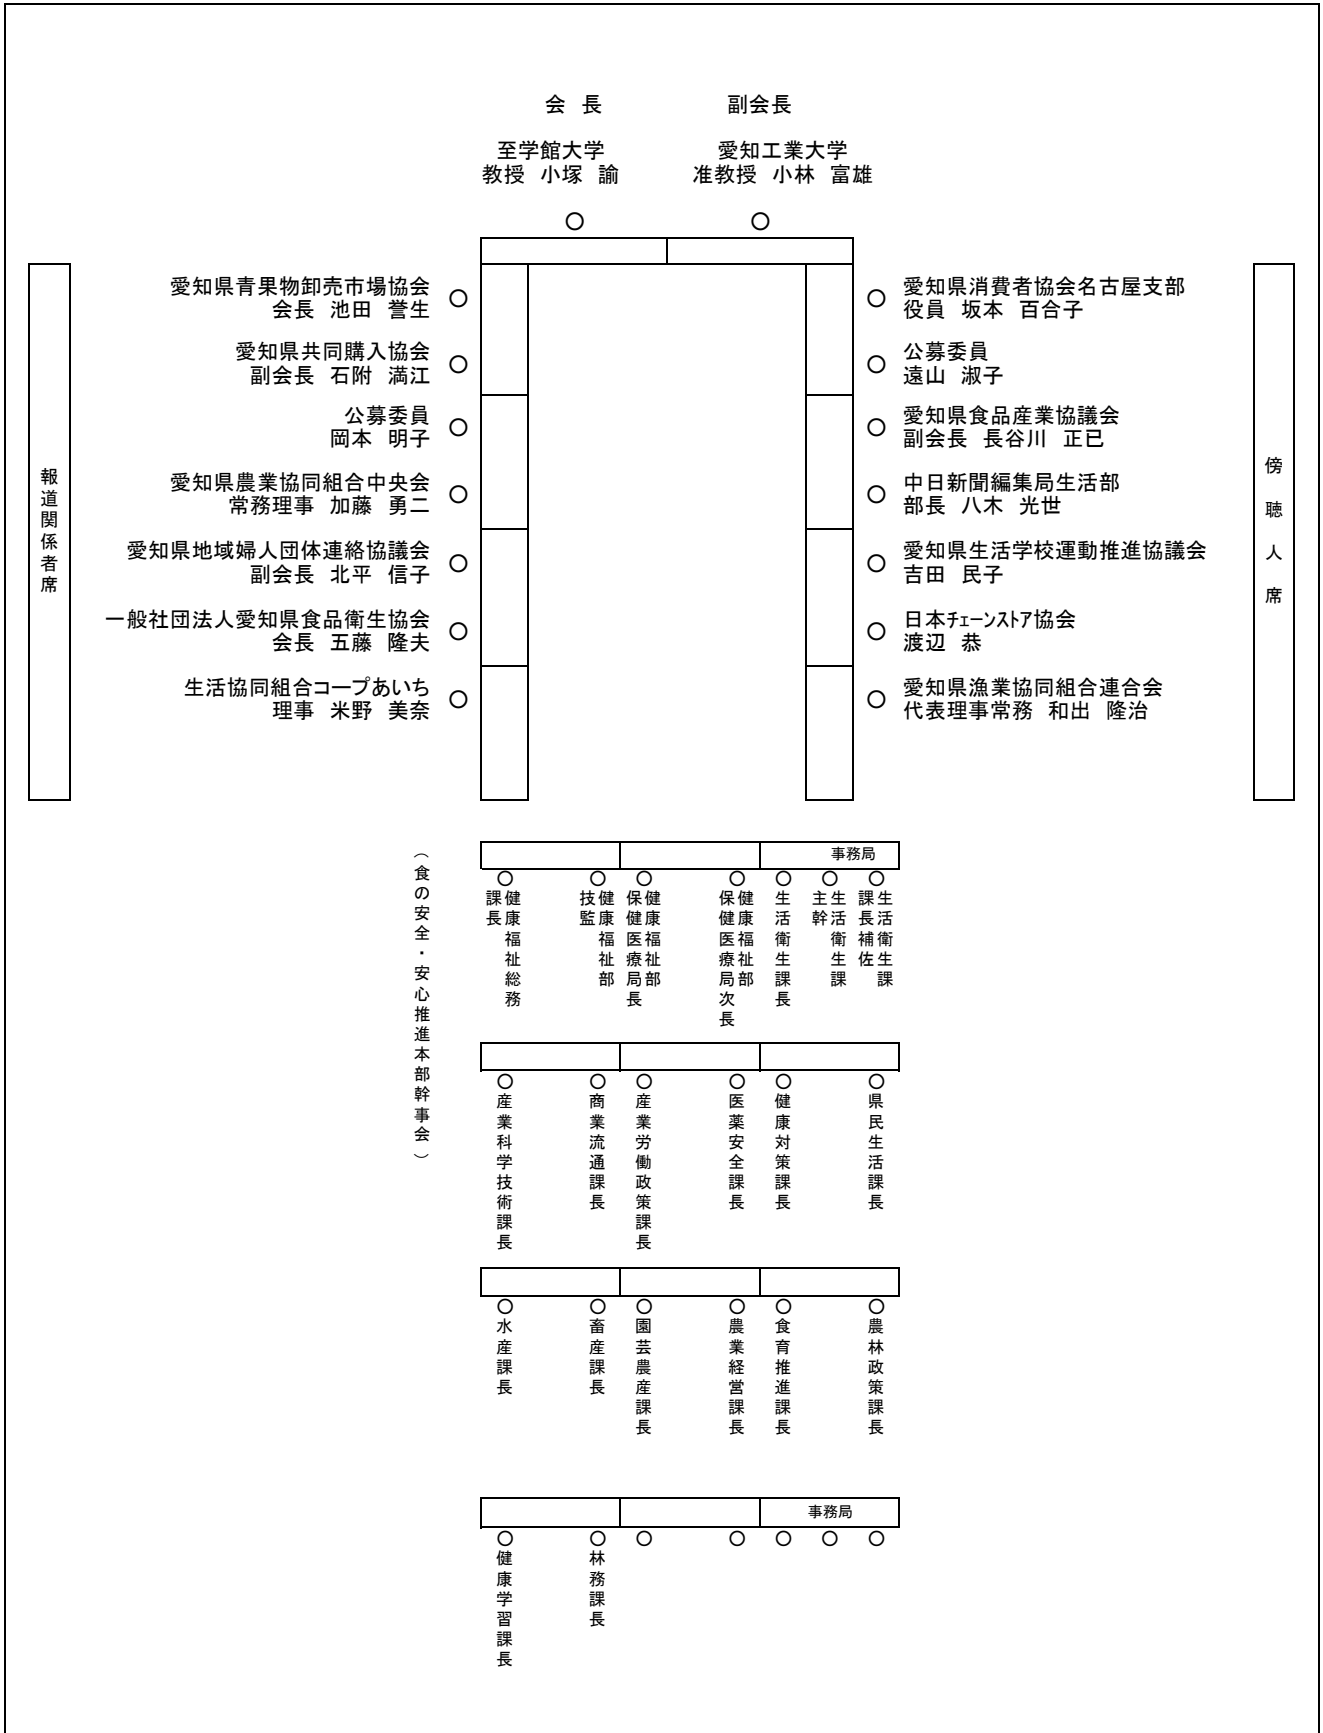 会 長
副会長
至学館大学
教授 小塚 諭
愛知工業大学
准教授 小林 富雄
愛知県青果物卸売市場協会
会長 池田 誉生
愛知県共同購入協会
副会長 石附 満江
公募委員
岡本 明子
愛知県農業協同組合中央会
常務理事 加藤 勇二
愛知県地域婦人団体連絡協議会
副会長 北平 信子
一般社団法人愛知県食品衛生協会
会長 五藤 隆夫
生活協同組合コープあいち
理事 米野 美奈
愛知県消費者協会名古屋支部
役員 坂本 百合子
公募委員
遠山 淑子
愛知県食品産業協議会
副会長 長谷川 正已
中日新聞編集局生活部
部長 八木 光世
愛知県生活学校運動推進協議会
吉田 民子
日本チェーンストア協会
渡辺 恭
愛知県漁業協同組合連合会
代表理事常務 和出 隆治
報道関係者席
傍聴人席
（食の安全・安心推進本部幹事会）
事務局
健康福祉総務
課長
健康福祉部
技監
健康福祉部
保健医療局長
健康福祉部
保健医療局次長
生活衛生課長
生活衛生課
主幹
生活衛生課
課長補佐
産業科学技術課長
商業流通課長
産業労働政策課長
医薬安全課長
健康対策課長
県民生活課長
水産課長
畜産課長
園芸農産課長
農業経営課長
食育推進課長
農林政策課長
事務局
健康学習課長
林務課長